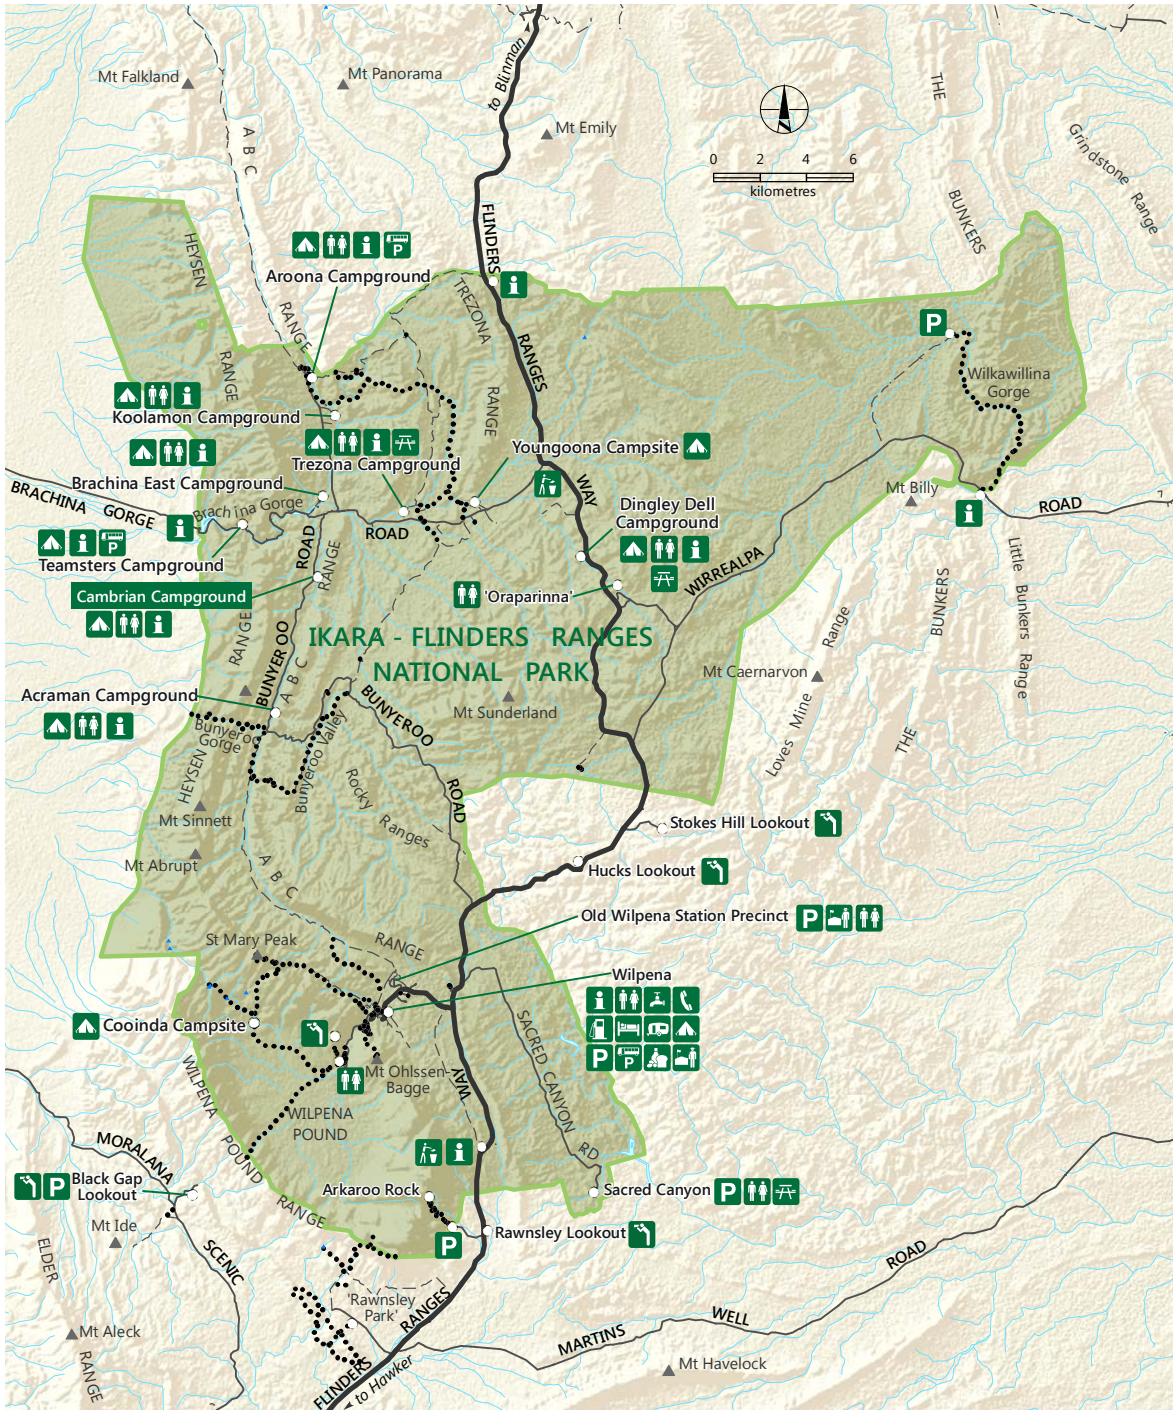 to Blinman
Mt Falkland
Mt Panorama
Mt Emily
A B C
THE
Grindstone Range
0 2 4 6
kilometres
BUNKERS
FLINDERS
HEYSEN
P
Aroona Campground
TREZONA
RANGE
RANGES
P
RANGE
RANGE
Wilkawillina
Gorge
Koolamon Campground
Trezona Campground
Youngoona Campsite
Brachina East Campground
WAY
Mt Billy
BRACHINA GORGE
Brachina Gorge
Dingley Dell
Campground
ROAD
ROAD
ROAD
P
Teamsters Campground
RANGE
WIRREALPA
Little Bunkers Range
Cambrian Campground
'Oraparinna'
BUNKERS
RANGE
IKARA - FLINDERS RANGES
NATIONAL PARK
Range
Mt Caernarvon
Acraman Campground
BUNYEROO
A B C
BUNYEROO
Mt Sunderland
Bunyeroo
Gorge
Bunyeroo Valley
THE
Loves Mine
HEYSEN
Rocky
Ranges
ROAD
Mt Sinnett
Stokes Hill Lookout
Mt Abrupt
Hucks Lookout
A B C
Old Wilpena Station Precinct P
St Mary Peak
RANGE
Wilpena
Cooinda Campsite
SACRED CANYON
RD
P P
Mt Ohlssen-
Bagge
WAY
WILPENA
WILPENA
POUND
POUND
RANGE
MORALANA
P Black Gap
Lookout
Arkaroo Rock
Sacred Canyon P
Mt Ide
P
Rawnsley Lookout
ELDER
SCENIC
ROAD
'Rawnsley
Park'
RANGES
MARTINS
WELL
Mt Aleck
RANGE
FLINDERS
to Hawker
Mt Havelock